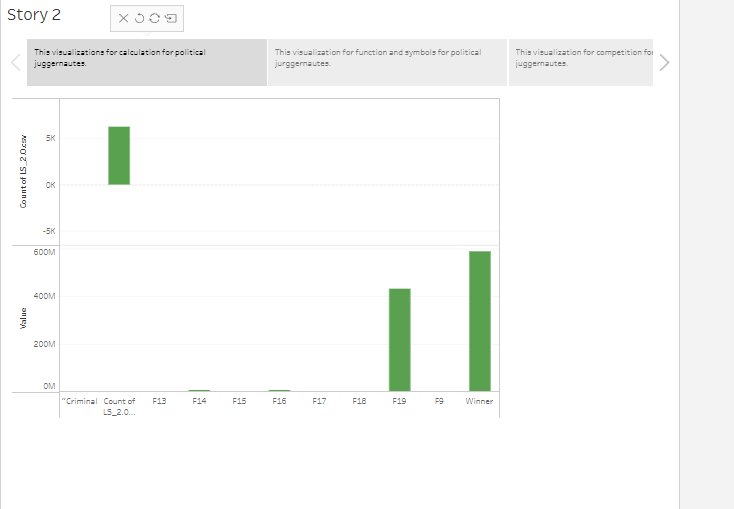 Story 2
This visualizations for calculation for political
juggernautes.
This visualization for function and symbols for political
jurggernautes.
This visualization for competition fo
juggernautes.
Count of LS_2.0.csv
5K
0K
-5K
Value
600M
400M
200M
0M
"Criminal Count of F13 F14 F15 F16 F17 F18 F19 F9 Winner
LS_2.0...